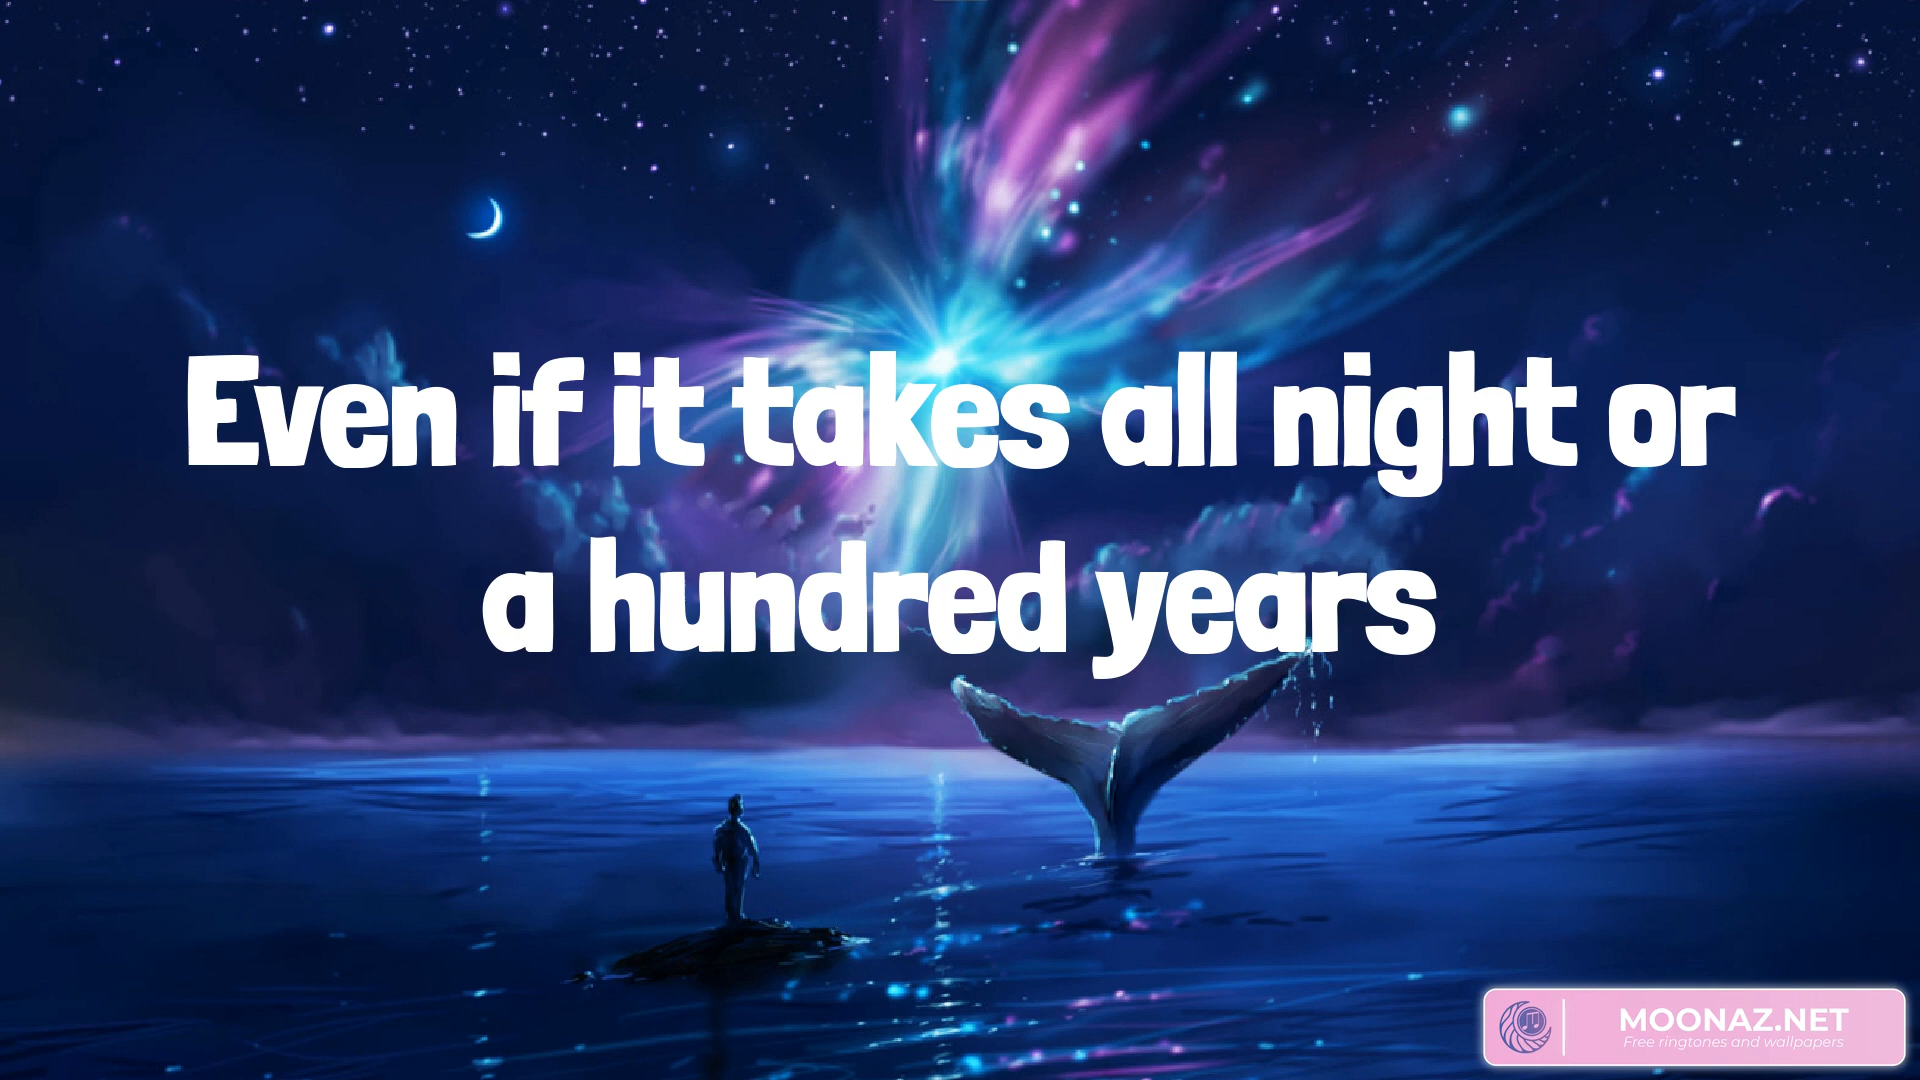 Even if it takes all night or
a hundred years
MOONAZ.NET
Free ringtones and wallpapers